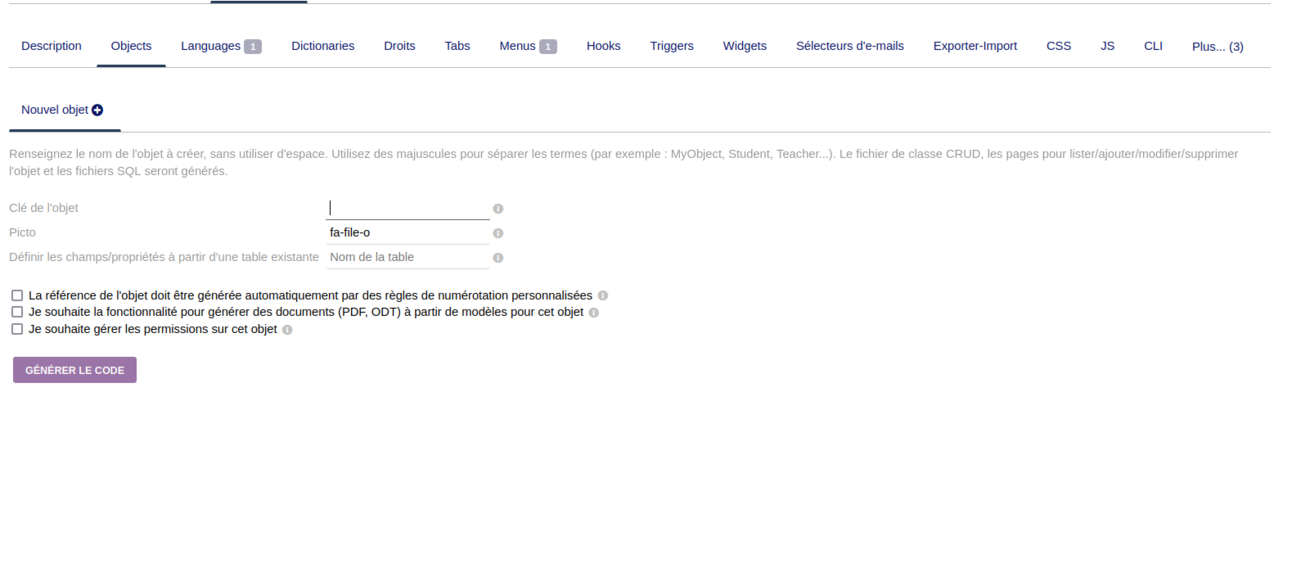 Description Objects Languages 1 Dictionaries Droits Tabs Menus 1 Hooks Triggers Widgets Sélecteurs d'e-mails Exporter-Import CSS JS CLI Plus... (3)
Nouvel objet
Renseignez le nom de l'objet à créer, sans utiliser d'espace. Utilisez des majuscules pour séparer les termes (par exemple : MyObject, Student, Teacher...). Le fichier de classe CRUD, les pages pour lister/ajouter/modifier/supprimer
l'objet et les fichiers SQL seront générés.
Clé de l'objet
Picto fa-file-o
Définir les champs/propriétés à partir d'une table existante Nom de la table
La référence de l'objet doit être générée automatiquement par des règles de numérotation personnalisées
Je souhaite la fonctionnalité pour générer des documents (PDF, ODT) à partir de modèles pour cet objet
Je souhaite gérer les permissions sur cet objet
GÉNÉRER LE CODE